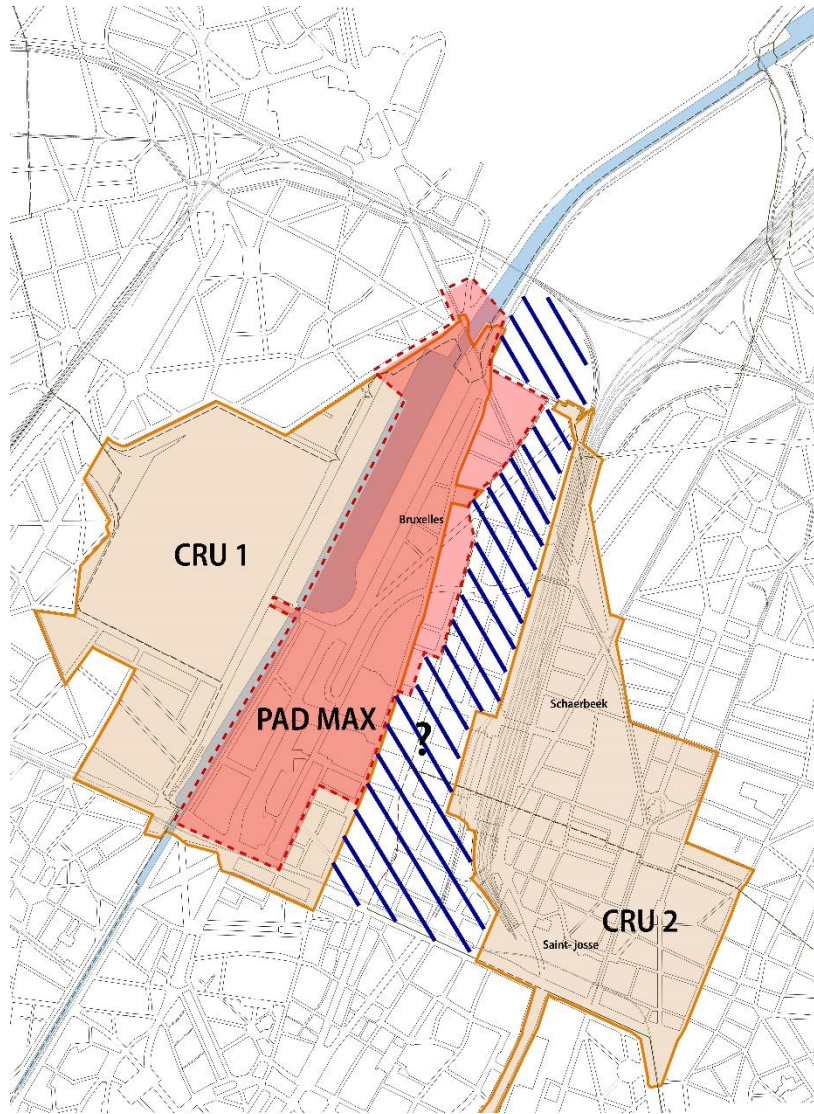 Bruxelles
CRU 1
Schaerbeek
PAD MAX
?
CRU 2
Saint- josse